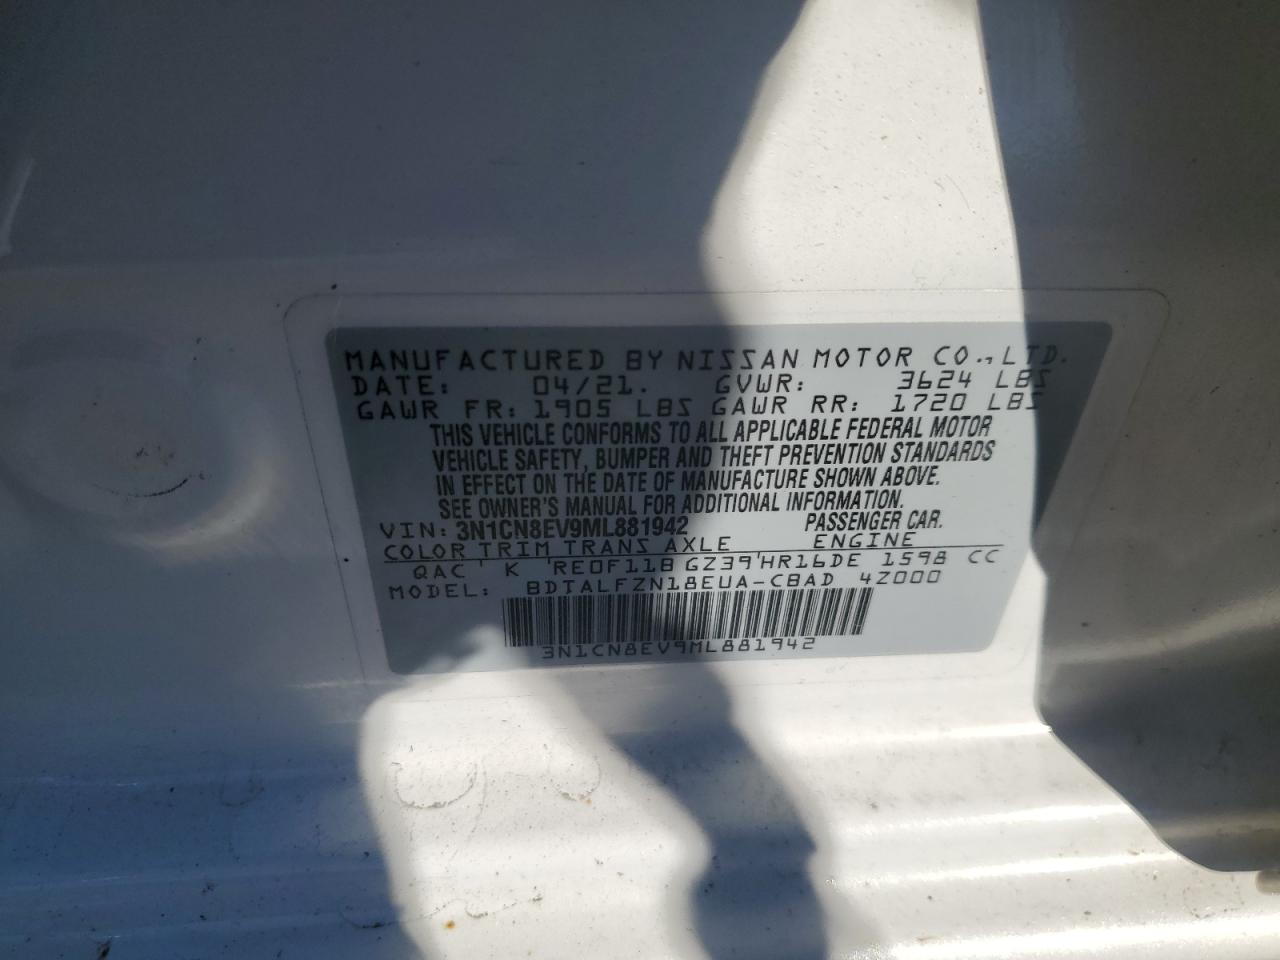 MANUFACTURED BY NISSAN MOTOR CO., LTD.
DATE: 04/21. GVWR: 3624 LBS
GAWR FR: 1905 LBS GAWR RR: 1720 LBS
THIS VEHICLE CONFORMS TO ALL APPLICABLE FEDERAL MOTOR
VEHICLE SAFETY, BUMPER AND THEFT PREVENTION STANDARDS
IN EFFECT ON THE DATE OF MANUFACTURE SHOWN ABOVE.
SEE OWNER'S MANUAL FOR ADDITIONAL INFORMATION.
VIN: 3N1CN8EV9ML881942 PASSENGER CAR.
COLOR TRIM TRANS AXLE ENGINE
QAC ' K 'RE0F11B GZ39'HR16DE 1598 CC
MODEL: BDTALFZN18EUA-CBAD 4Z000
3N1CN8EV9ML881942